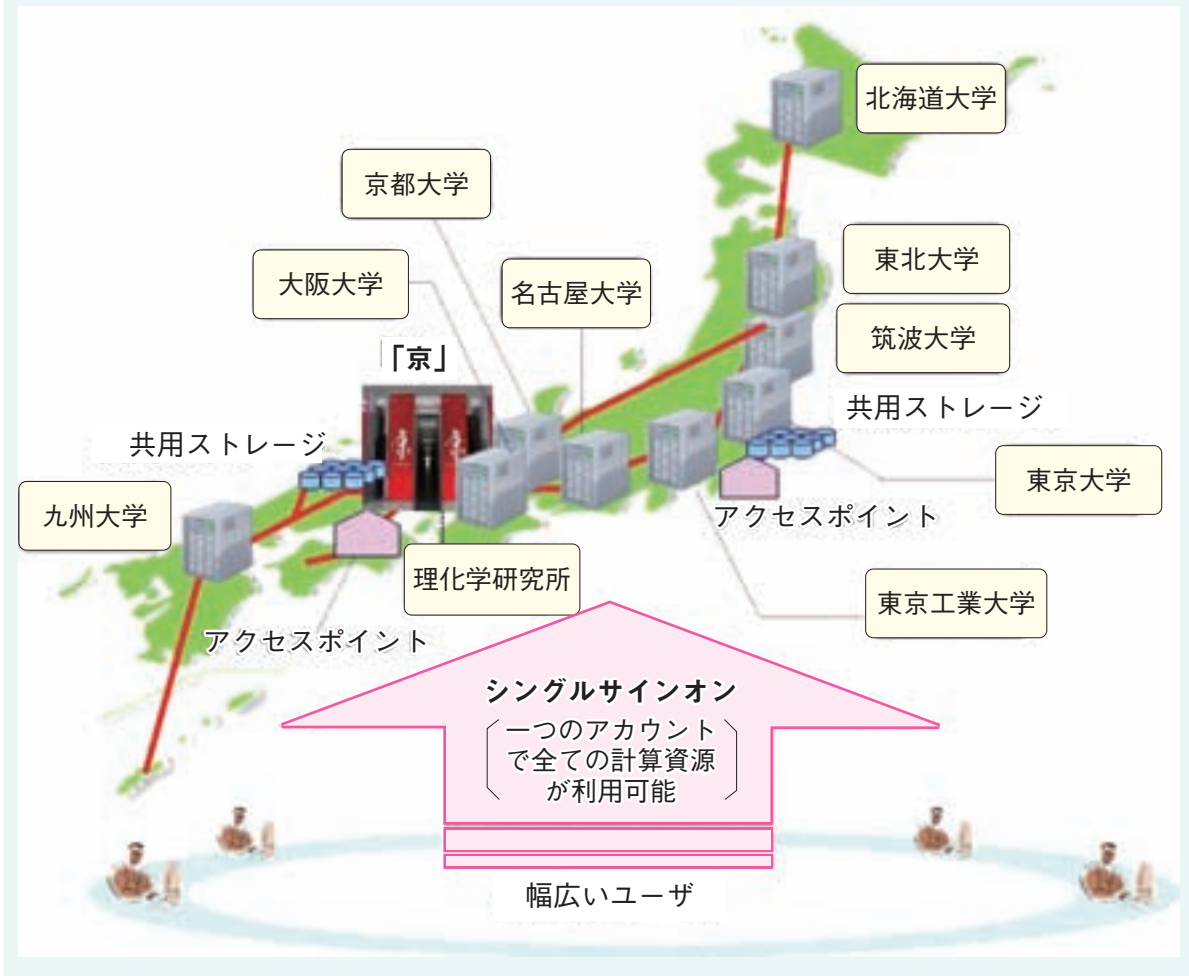 北海道大学
京都大学
東北大学
大阪大学
名古屋大学
筑波大学
「京」
共用ストレージ
共用ストレージ
東京大学
九州大学
アクセスポイント
理化学研究所
東京工業大学
アクセスポイント
シングルサインオン
一つのアカウント
で全ての計算資源
が利用可能
幅広いユーザ